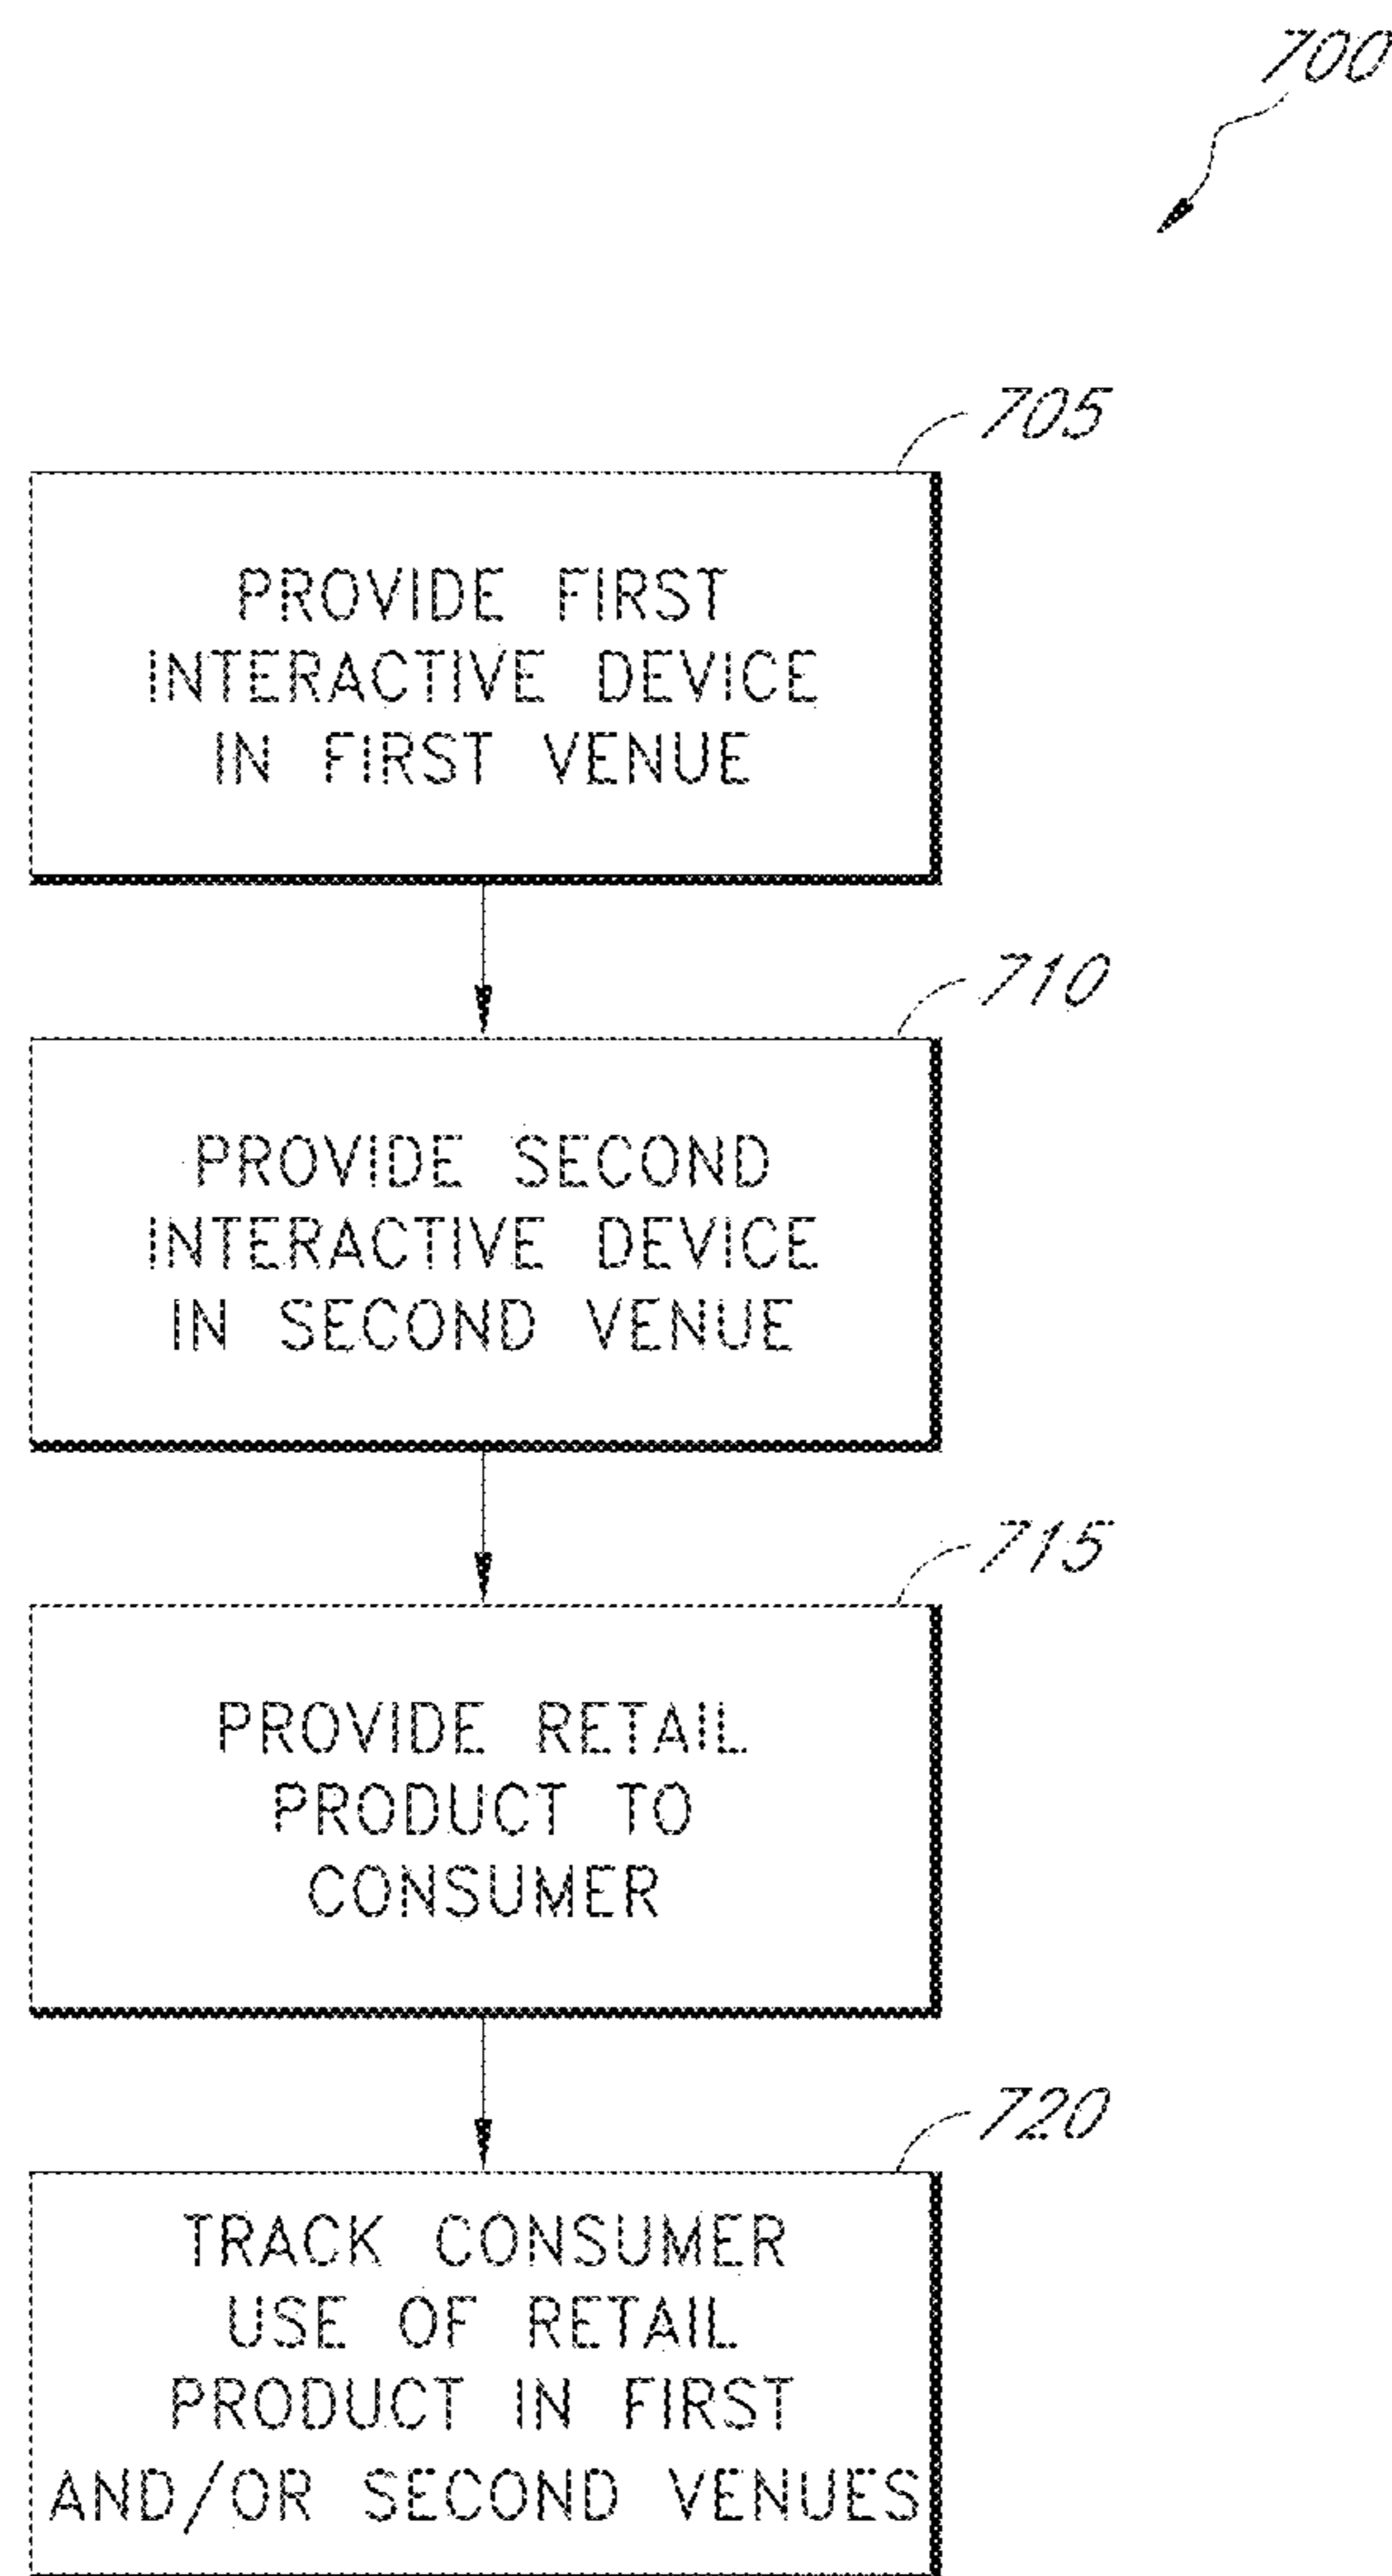 700
705
PROVIDE FIRST
INTERACTIVE DEVICE
IN FIRST VENUE
710
PROVIDE SECOND
INTERACTIVE DEVICE
IN SECOND VENUE
715
PROVIDE RETAIL
PRODUCT TO
CONSUMER
720
TRACK CONSUMER
USE OF RETAIL
PRODUCT IN FIRST
AND/OR SECOND VENUES